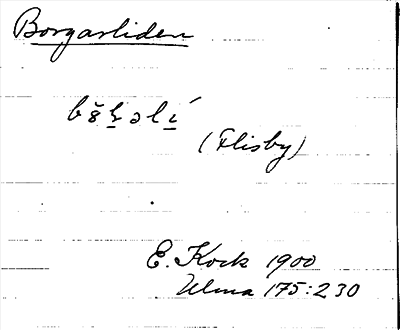 Borgarliden
(Flisby)
E. Kock 1900
Ulma 175:230